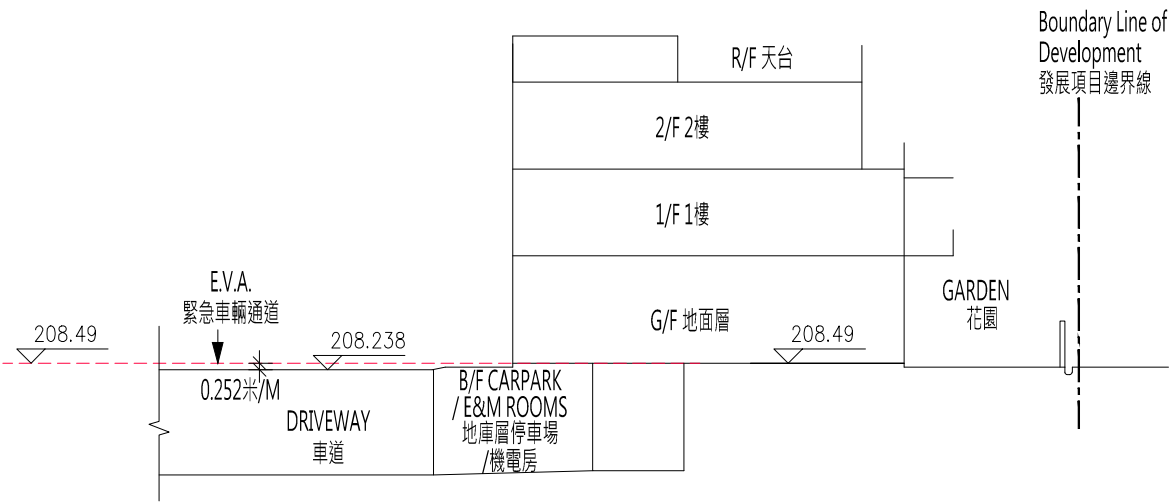 Boundary Line of
Development
發展項目邊界線
R/F 天台
2/F 2樓
1/F 1樓
E.V.A.
緊急車輛通道
GARDEN
花園
G/F 地面層
208.49
208.238
208.49
0.252米/M
B/F CARPARK
/ E&M ROOMS
地庫層停車場
/機電房
DRIVEWAY
車道